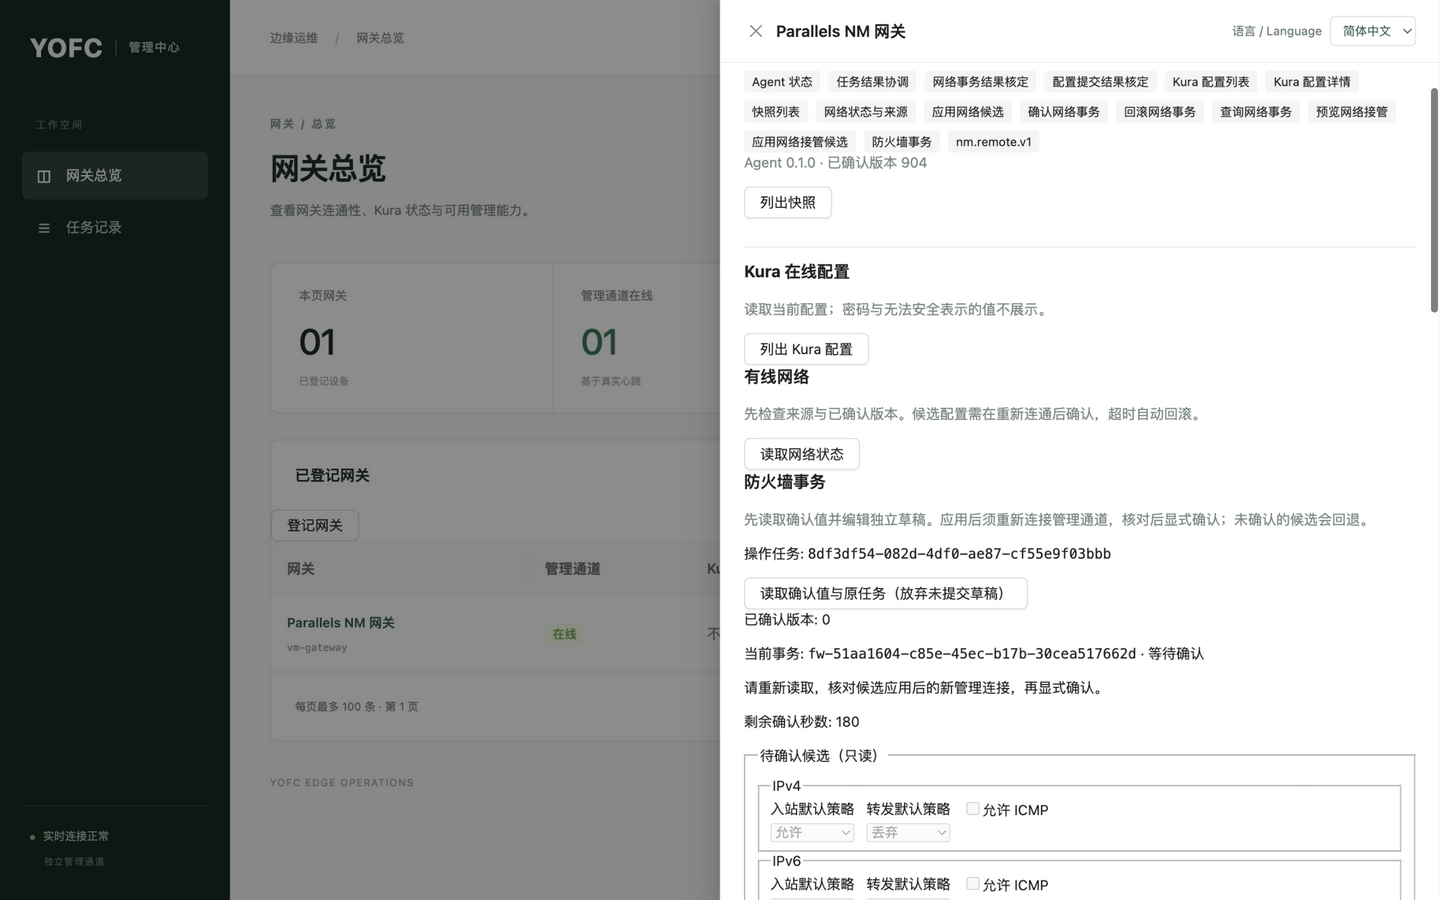 YOFC 管理中心
工作空间
网关总览
任务记录
实时连接正常
独立管理通道
边缘运维 / 网关总览
网关 / 总览
网关总览
查看网关连通性、Kura 状态与可用管理能力。
本页网关
01
已登记设备
管理通道在线
01
基于真实心跳
已登记网关
登记网关
网关 管理通道 Ku
Parallels NM 网关
vm-gateway
在线
不
每页最多 100 条 · 第 1 页
YOFC EDGE OPERATIONS
Parallels NM 网关
语言 / Language 简体中文
Agent 状态 任务结果协调 网络事务结果核定 配置提交结果核定 Kura 配置列表 Kura 配置详情
快照列表 网络状态与来源 应用网络候选 确认网络事务 回滚网络事务 查询网络事务 预览网络接管
应用网络接管候选 防火墙事务 nm.remote.v1
Agent 0.1.0 · 已确认版本 904
列出快照
Kura 在线配置
读取当前配置；密码与无法安全表示的值不展示。
列出 Kura 配置
有线网络
先检查来源与已确认版本。候选配置需在重新连通后确认，超时自动回滚。
读取网络状态
防火墙事务
先读取确认值并编辑独立草稿。应用后须重新连接管理通道，核对后显式确认；未确认的候选会回退。
操作任务: 8df3df54-082d-4df0-ae87-cf55e9f03bbb
读取确认值与原任务（放弃未提交草稿）
已确认版本: 0
当前事务: fw-51aa1604-c85e-45ec-b17b-30cea517662d · 等待确认
请重新读取，核对候选应用后的新管理连接，再显式确认。
剩余确认秒数: 180
待确认候选（只读）
IPv4
入站默认策略 转发默认策略 允许 ICMP
允许 丢弃
IPv6
入站默认策略 转发默认策略 允许 ICMP